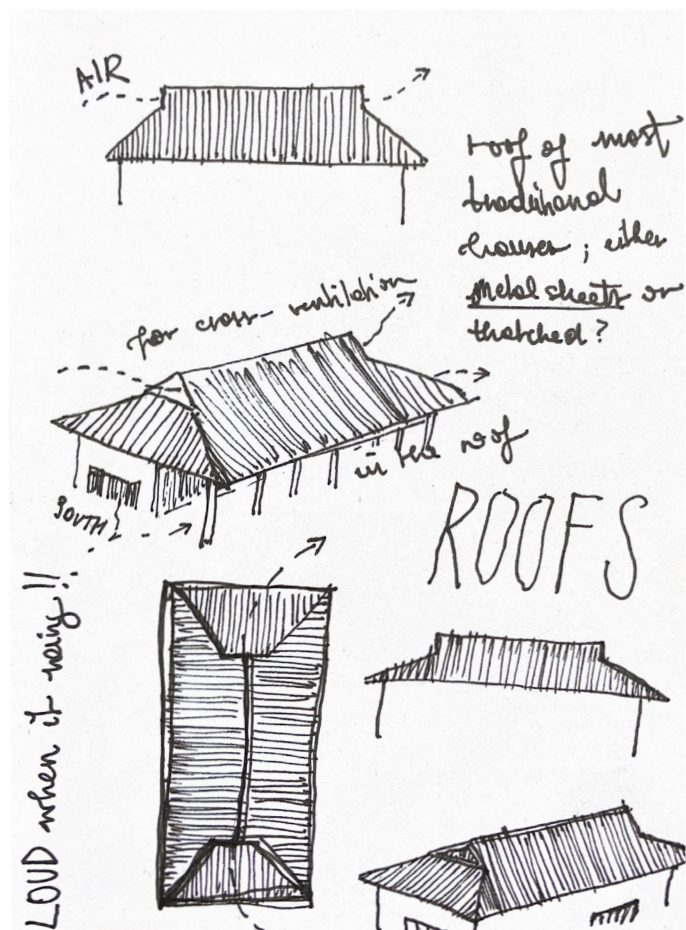 AIR
roof of most
traditional
houses; either
metal sheets or
thatched?
for cross-ventilation
in the roof
SOUTH
ROOFS
LOUD when it rains!!